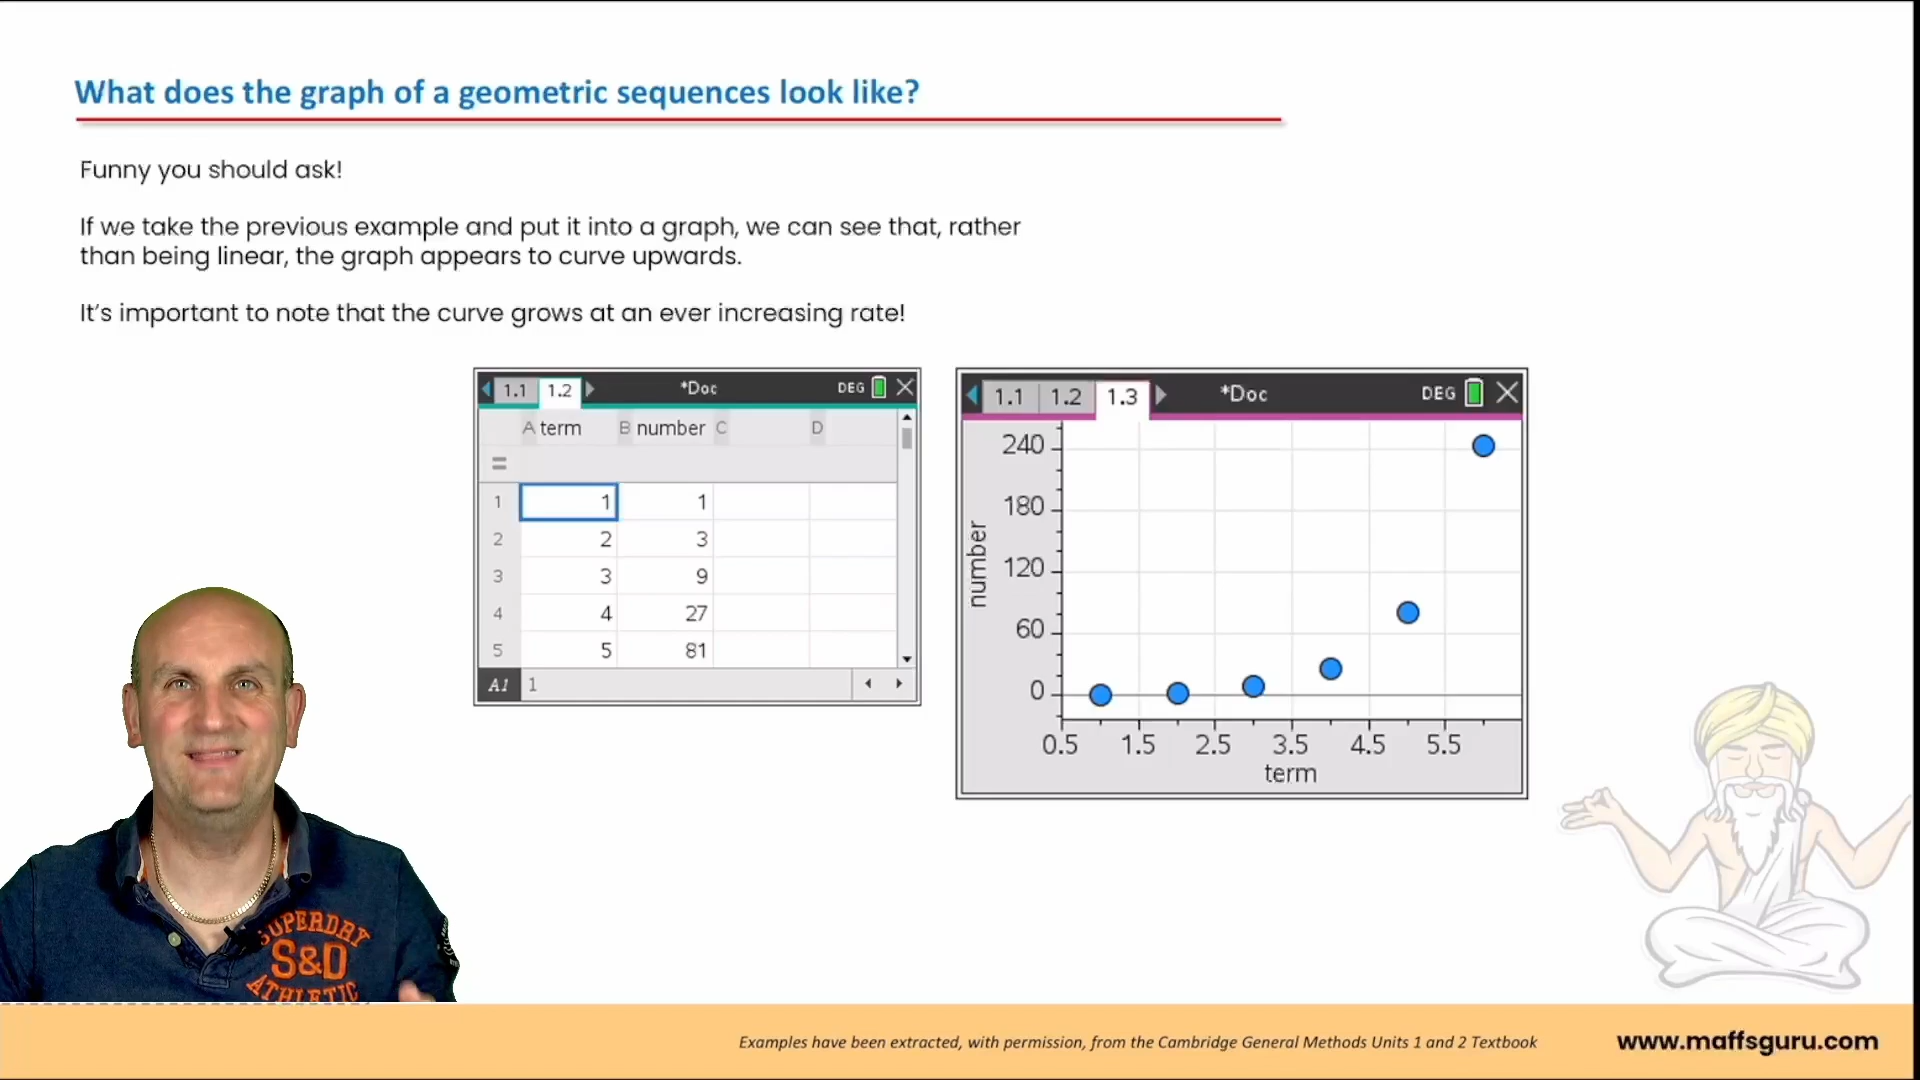 What does the graph of a geometric sequences look like?
Funny you should ask!
If we take the previous example and put it into a graph, we can see that, rather
than being linear, the graph appears to curve upwards.
It's important to note that the curve grows at an ever increasing rate!
1.1 1.2 *Doc DEG
A term B number C D
=
1 1 1
2 2 3
3 3 9
4 4 27
5 5 81
A1 1
1.1 1.2 1.3 *Doc DEG
number
240
180
120
60
0
0.5 1.5 2.5 3.5 4.5 5.5
term
SUPERDRY
S&D
ATHLETIC
Examples have been extracted, with permission, from the Cambridge General Methods Units 1 and 2 Textbook
www.maffsguru.com